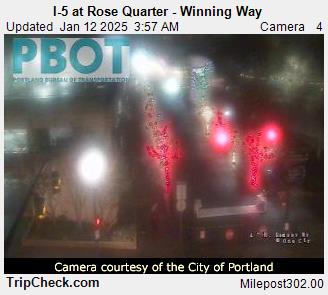 I-5 at Rose Quarter - Winning Way
Updated Jan 12 2025 3:57 AM Camera 4
PBOT
PORTLAND BUREAU OF TRANSPORTATION
Camera courtesy of the City of Portland
TripCheck.com Milepost302.00